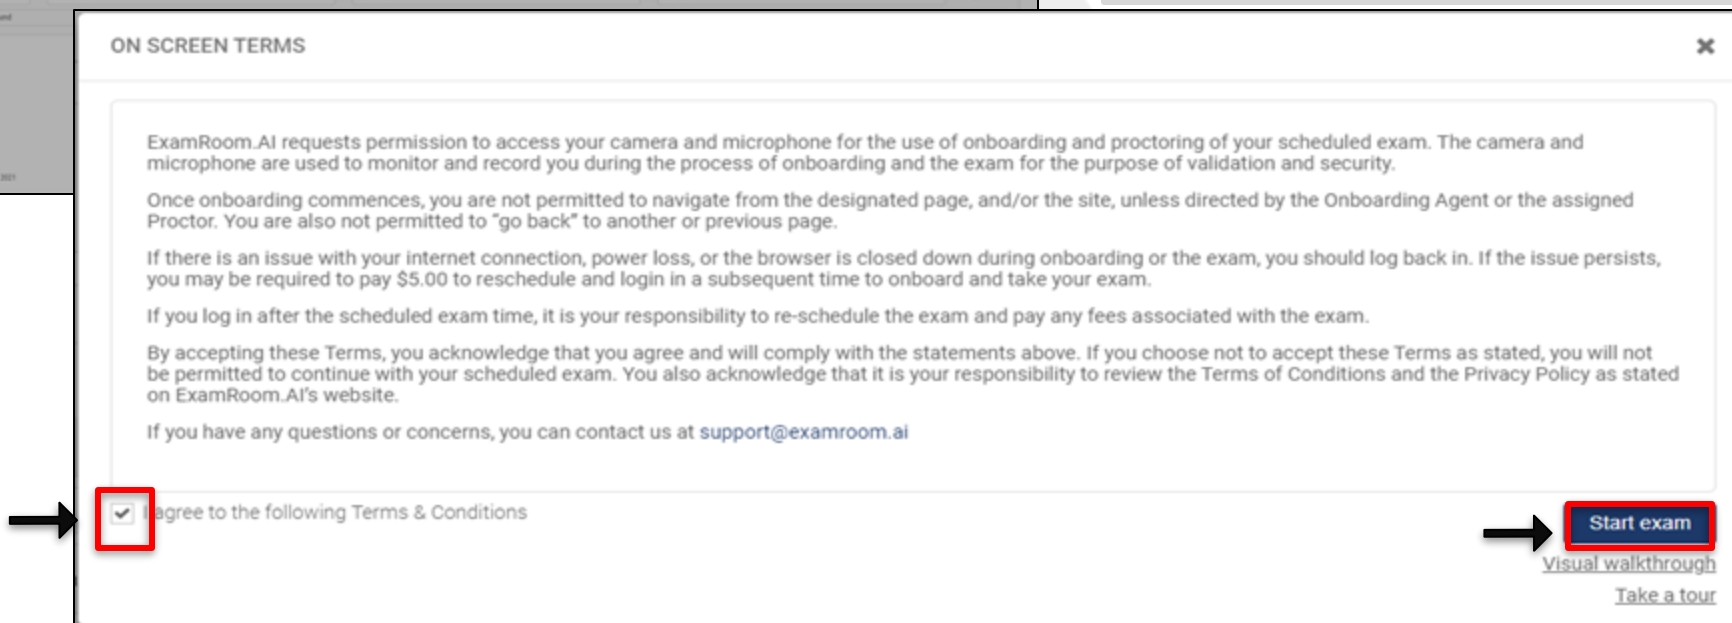 ON SCREEN TERMS
ExamRoom.AI requests permission to access your camera and microphone for the use of onboarding and proctoring of your scheduled exam. The camera and
microphone are used to monitor and record you during the process of onboarding and the exam for the purpose of validation and security.
Once onboarding commences, you are not permitted to navigate from the designated page, and/or the site, unless directed by the Onboarding Agent or the assigned
Proctor. You are also not permitted to “go back” to another or previous page.
If there is an issue with your internet connection, power loss, or the browser is closed down during onboarding or the exam, you should log back in. If the issue persists,
you may be required to pay $5.00 to reschedule and login in a subsequent time to onboard and take your exam.
If you log in after the scheduled exam time, it is your responsibility to re-schedule the exam and pay any fees associated with the exam.
By accepting these Terms, you acknowledge that you agree and will comply with the statements above. If you choose not to accept these Terms as stated, you will not
be permitted to continue with your scheduled exam. You also acknowledge that it is your responsibility to review the Terms of Conditions and the Privacy Policy as stated
on ExamRoom.AI's website.
If you have any questions or concerns, you can contact us at support@examroom.ai
I agree to the following Terms & Conditions
Start exam
Visual walkthrough
Take a tour